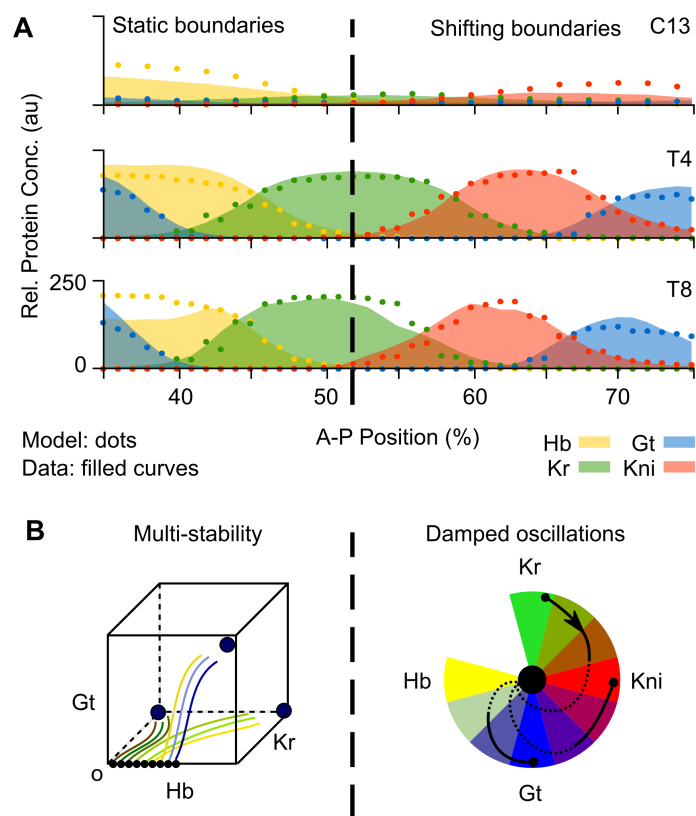 A
Static boundaries
Shifting boundaries
C13
T4
T8
Rel. Protein Conc. (au)
250
0
40
50
60
70
A-P Position (%)
Model: dots
Data: filled curves
Hb
Gt
Kr
Kni
B
Multi-stability
Damped oscillations
Gt
o
Hb
Kr
Kr
Hb
Kni
Gt